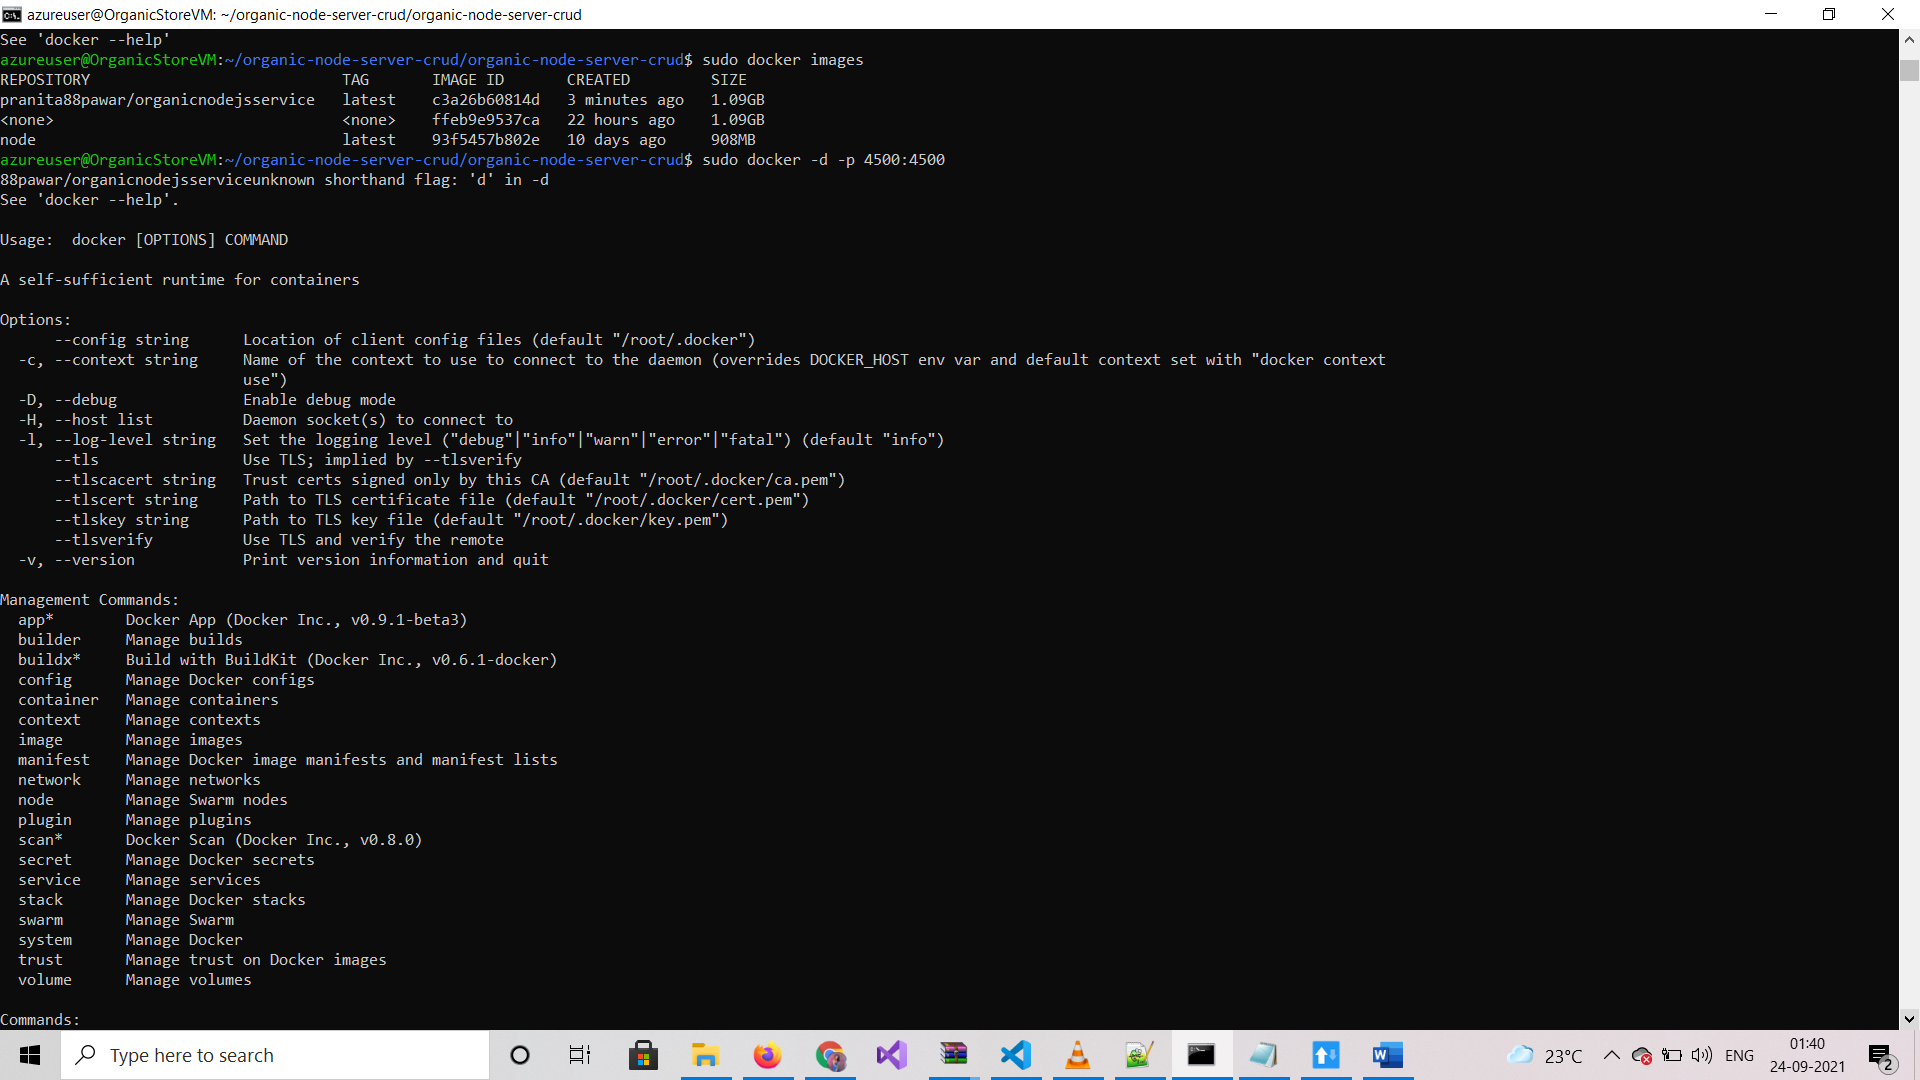 azureuser@OrganicStoreVM: ~/organic-node-server-crud/organic-node-server-crud
See 'docker --help'
azureuser@OrganicStoreVM:~/organic-node-server-crud/organic-node-server-crud$ sudo docker images
REPOSITORY TAG IMAGE ID CREATED SIZE
pranita88pawar/organicnodejsservice latest c3a26b60814d 3 minutes ago 1.09GB
<none> <none> ffeb9e9537ca 22 hours ago 1.09GB
node latest 93f5457b802e 10 days ago 908MB
azureuser@OrganicStoreVM:~/organic-node-server-crud/organic-node-server-crud$ sudo docker -d -p 4500:4500
88pawar/organicnodejsserviceunknown shorthand flag: 'd' in -d
See 'docker --help'.
Usage: docker [OPTIONS] COMMAND
A self-sufficient runtime for containers
Options:
--config string Location of client config files (default "/root/.docker")
-c, --context string Name of the context to use to connect to the daemon (overrides DOCKER_HOST env var and default context set with "docker context
use")
-D, --debug Enable debug mode
-H, --host list Daemon socket(s) to connect to
-l, --log-level string Set the logging level ("debug"|"info"|"warn"|"error"|"fatal") (default "info")
--tls Use TLS; implied by --tlsverify
--tlscacert string Trust certs signed only by this CA (default "/root/.docker/ca.pem")
--tlscert string Path to TLS certificate file (default "/root/.docker/cert.pem")
--tlskey string Path to TLS key file (default "/root/.docker/key.pem")
--tlsverify Use TLS and verify the remote
-v, --version Print version information and quit
Management Commands:
app* Docker App (Docker Inc., v0.9.1-beta3)
builder Manage builds
buildx* Build with BuildKit (Docker Inc., v0.6.1-docker)
config Manage Docker configs
container Manage containers
context Manage contexts
image Manage images
manifest Manage Docker image manifests and manifest lists
network Manage networks
node Manage Swarm nodes
plugin Manage plugins
scan* Docker Scan (Docker Inc., v0.8.0)
secret Manage Docker secrets
service Manage services
stack Manage Docker stacks
swarm Manage Swarm
system Manage Docker
trust Manage trust on Docker images
volume Manage volumes
Commands:
Type here to search
23°C
ENG
01:40
24-09-2021
2